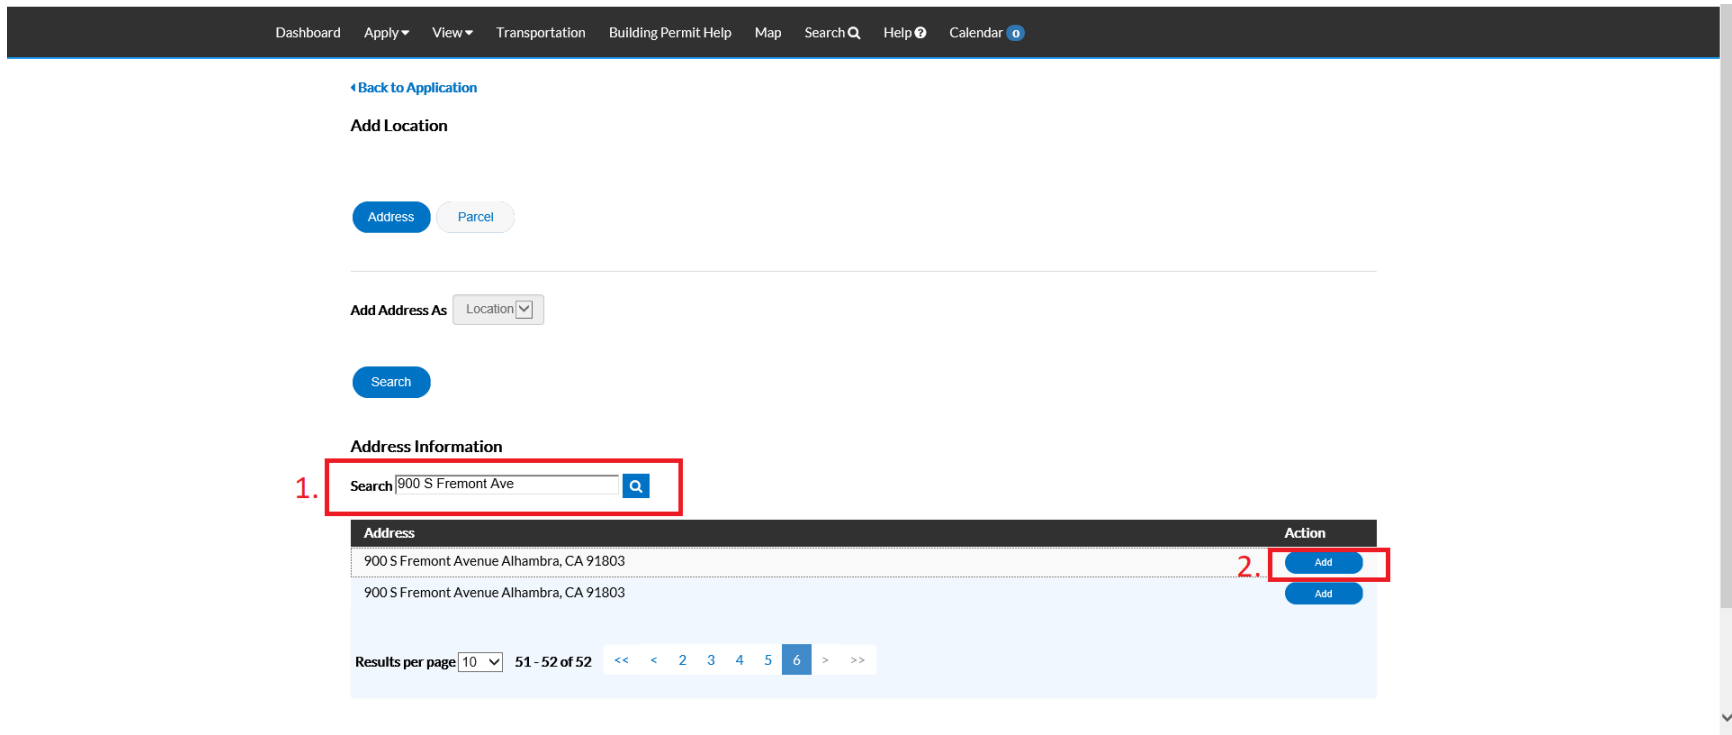 Dashboard Apply View Transportation Building Permit Help Map Search Help Calendar 0
Back to Application
Add Location
Address Parcel
Add Address As Location
Search
Address Information
1. Search 900 S Fremont Ave
Address Action
900 S Fremont Avenue Alhambra, CA 91803 2. Add
900 S Fremont Avenue Alhambra, CA 91803 Add
Results per page 10 51 - 52 of 52 << < 2 3 4 5 6 > >>